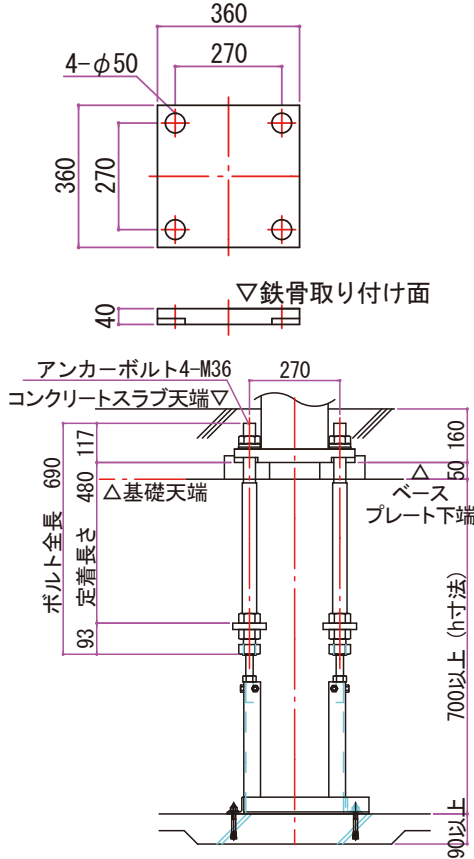 360
4-φ50
270
360
270
▽鉄骨取り付け面
40
アンカーボルト4-M36
270
コンクリートスラブ天端▽
117
160
ボルト全長 690
定着長さ 480
50
△基礎天端
△
ベース
プレート下端
93
700以上 (h寸法)
90以上